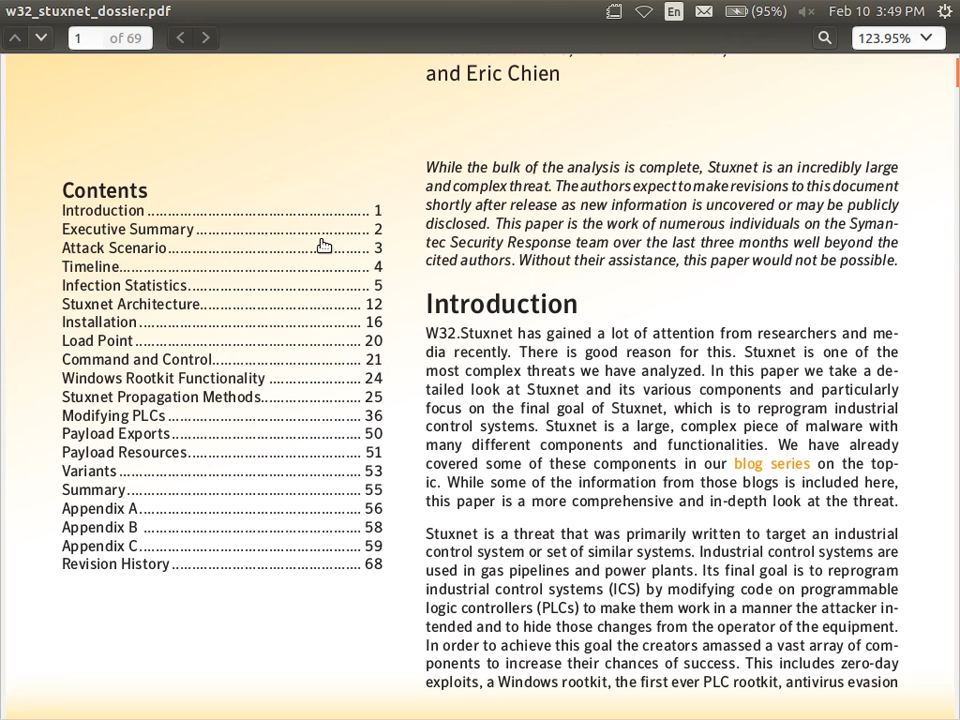 w32_stuxnet_dossier.pdf
En
(95%)
Feb 10 3:49 PM
1
of 69
123.95%
and Eric Chien
Contents
Introduction ...................................................... 1
Executive Summary .......................................... 2
Attack Scenario................................................. 3
Timeline............................................................. 4
Infection Statistics............................................ 5
Stuxnet Architecture....................................... 12
Installation ...................................................... 16
Load Point ....................................................... 20
Command and Control.................................... 21
Windows Rootkit Functionality ...................... 24
Stuxnet Propagation Methods........................ 25
Modifying PLCs ............................................... 36
Payload Exports .............................................. 50
Payload Resources.......................................... 51
Variants ........................................................... 53
Summary......................................................... 55
Appendix A...................................................... 56
Appendix B ..................................................... 58
Appendix C...................................................... 59
Revision History .............................................. 68
While the bulk of the analysis is complete, Stuxnet is an incredibly large
and complex threat. The authors expect to make revisions to this document
shortly after release as new information is uncovered or may be publicly
disclosed. This paper is the work of numerous individuals on the Syman-
tec Security Response team over the last three months well beyond the
cited authors. Without their assistance, this paper would not be possible.
Introduction
W32.Stuxnet has gained a lot of attention from researchers and me-
dia recently. There is good reason for this. Stuxnet is one of the
most complex threats we have analyzed. In this paper we take a de-
tailed look at Stuxnet and its various components and particularly
focus on the final goal of Stuxnet, which is to reprogram industrial
control systems. Stuxnet is a large, complex piece of malware with
many different components and functionalities. We have already
covered some of these components in our blog series on the top-
ic. While some of the information from those blogs is included here,
this paper is a more comprehensive and in-depth look at the threat.
Stuxnet is a threat that was primarily written to target an industrial
control system or set of similar systems. Industrial control systems are
used in gas pipelines and power plants. Its final goal is to reprogram
industrial control systems (ICS) by modifying code on programmable
logic controllers (PLCs) to make them work in a manner the attacker in-
tended and to hide those changes from the operator of the equipment.
In order to achieve this goal the creators amassed a vast array of com-
ponents to increase their chances of success. This includes zero-day
exploits, a Windows rootkit, the first ever PLC rootkit, antivirus evasion